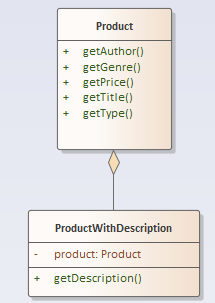 Product
+ getAuthor()
+ getGenre()
+ getPrice()
+ getTitle()
+ getType()
ProductWithDescription
- product: Product
+ getDescription()